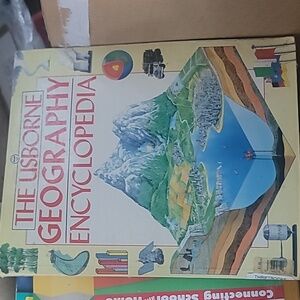 THE USBORNE
GEOGRAPHY
ENCYCLOPEDIA
Connecting School